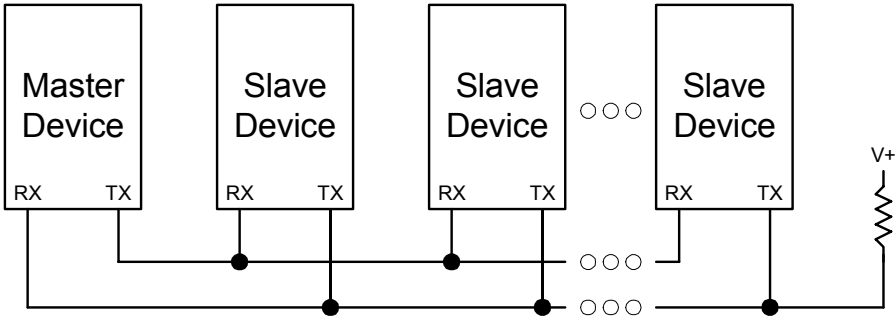 Master
Device
RX TX
Slave
Device
RX TX
Slave
Device
RX TX
Slave
Device
RX TX
V+